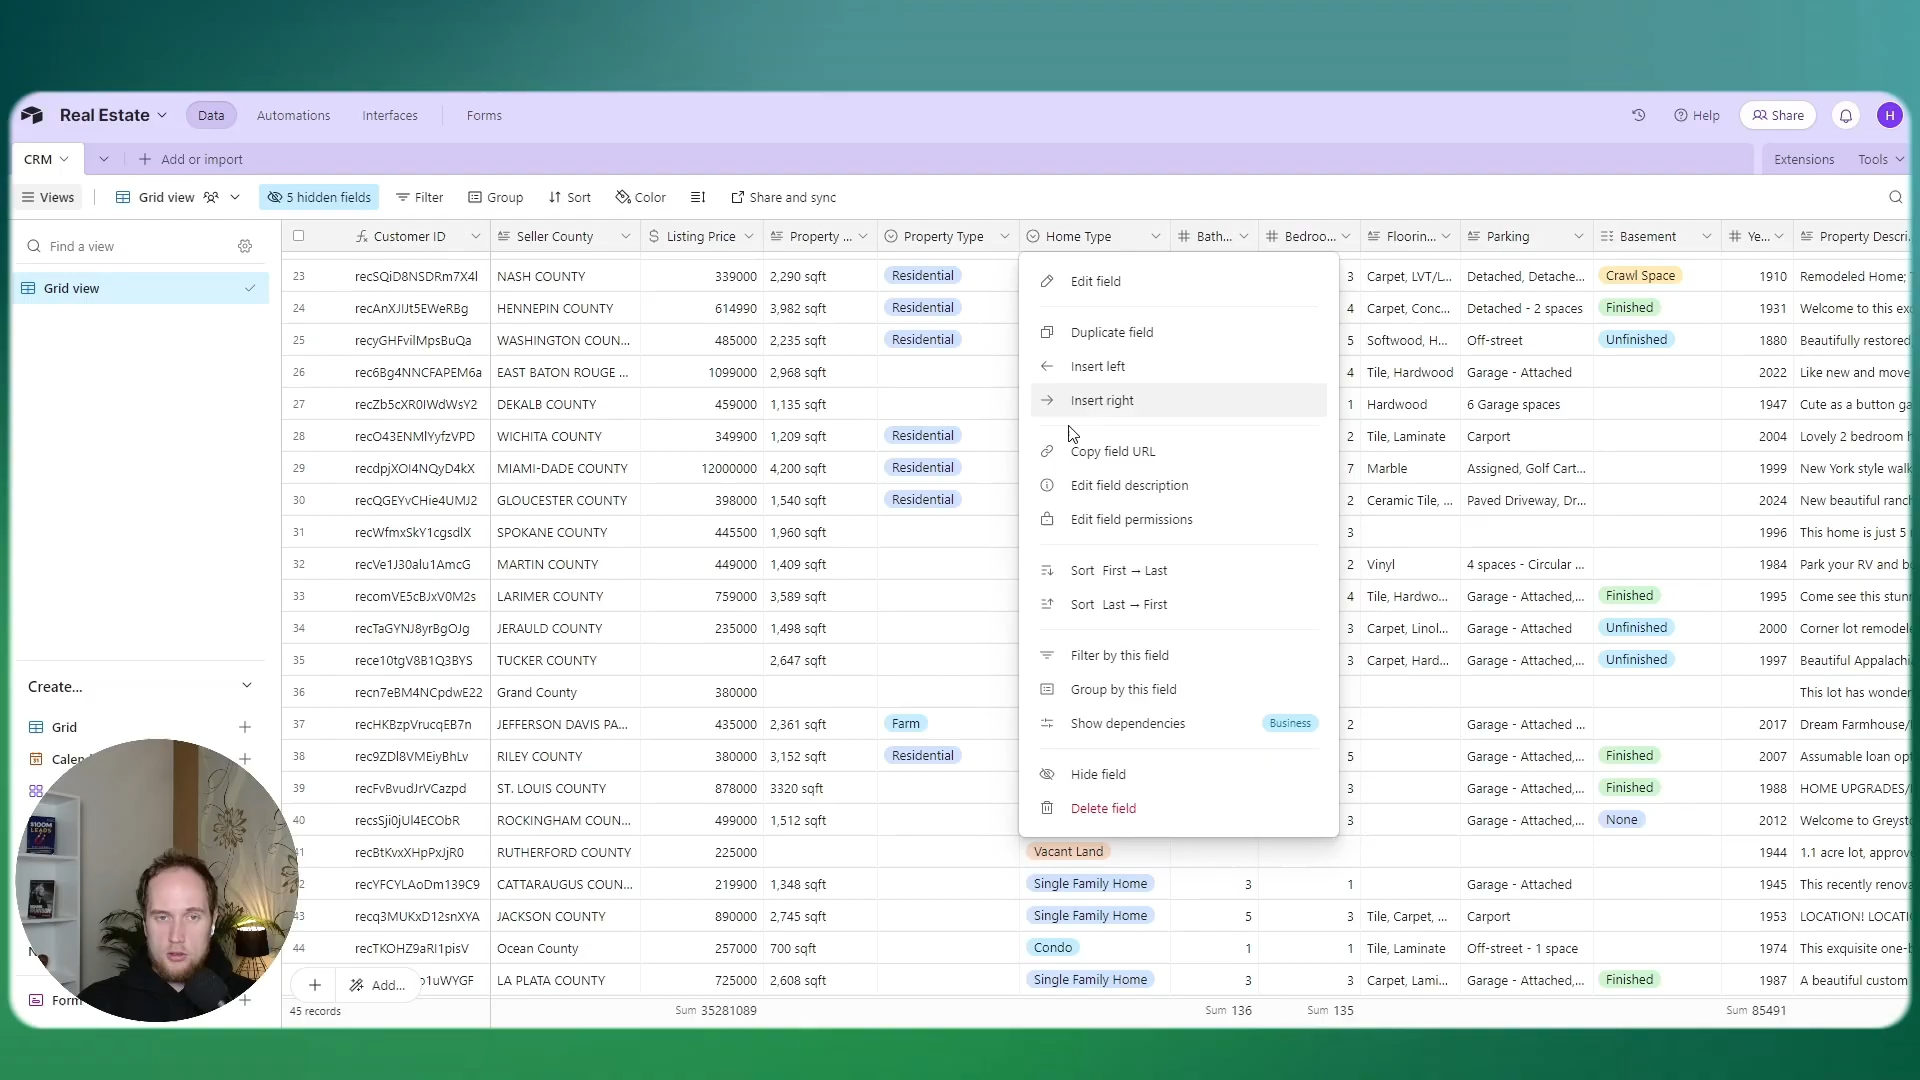 Real Estate
Data
Automations
Interfaces
Forms
Help
Share
H
CRM
Add or import
Extensions
Tools
Views
Grid view
5 hidden fields
Filter
Group
Sort
Color
Share and sync
Find a view
Grid view
Create...
Grid
Form
Customer ID Seller County Listing Price Property ... Property Type Home Type Bath... Bedroo... Floorin... Parking Basement Ye... Property Descri...
23 recSQiD8NSDRm7X4l NASH COUNTY 339000 2,290 sqft Residential 3 Carpet, LVT/L... Detached, Detache... Crawl Space 1910 Remodeled Home;
24 recAnXJIJt5EWeRBg HENNEPIN COUNTY 614990 3,982 sqft Residential 4 Carpet, Conc... Detached - 2 spaces Finished 1931 Welcome to this
25 recyGHFvilMpsBuQa WASHINGTON COUN... 485000 2,235 sqft Residential 5 Softwood, H... Off-street Unfinished 1880 Beautifully restored
26 rec6Bg4NNCFAPEM6a EAST BATON ROUGE ... 1099000 2,968 sqft 4 Tile, Hardwood Garage - Attached 2022 Like new and move
27 recZb5cXR0IWdWsY2 DEKALB COUNTY 459000 1,135 sqft 1 Hardwood 6 Garage spaces 1947 Cute as a button
28 recO43ENMlYyfzVPD WICHITA COUNTY 349900 1,209 sqft Residential 2 Tile, Laminate Carport 2004 Lovely 2 bedroom
29 recdpjXOI4NQyD4kX MIAMI-DADE COUNTY 12000000 4,200 sqft Residential 7 Marble Assigned, Golf Cart... 1999 New York style walk
30 recQGEYvCHie4UMJ2 GLOUCESTER COUNTY 398000 1,540 sqft Residential 2 Ceramic Tile, ... Paved Driveway, Dr... 2024 New beautiful ranch
31 recWfmxSkY1cgsdlX SPOKANE COUNTY 445500 1,960 sqft 3 1996 This home is just 5
32 recVe1J30alu1AmcG MARTIN COUNTY 449000 1,409 sqft 2 Vinyl 4 spaces - Circular ... 1984 Park your RV and
33 recomVE5cBJxV0M2s LARIMER COUNTY 759000 3,589 sqft 4 Tile, Hardwo... Garage - Attached,... Finished 1995 Come see this
34 recTaGYNJ8yrBgOJg JERAULD COUNTY 235000 1,498 sqft 3 Carpet, Linol... Garage - Attached Unfinished 2000 Corner lot
35 rece10tgV8B1Q3BYS TUCKER COUNTY 2,647 sqft 3 Carpet, Hard... Garage - Attached,... Unfinished 1997 Beautiful
36 recn7eBM4NCpdwE22 Grand County 380000 This lot has
37 recHKBzpVrucqEB7n JEFFERSON DAVIS PA... 435000 2,361 sqft Farm 2 Garage - Attached ... 2017 Dream Farmhouse/
38 rec9ZDl8VMEiyBhLv RILEY COUNTY 380000 3,152 sqft Residential 5 Garage - Attached,... Finished 2007 Assumable loan
39 recFvBvudJrVCazpd ST. LOUIS COUNTY 878000 3320 sqft 3 Garage - Attached,... Finished 1988 HOME UPGRADES/
40 recsSji0jUl4ECObR ROCKINGHAM COUN... 499000 1,512 sqft 3 Garage - Attached,... None 2012 Welcome to
recBtKvxXHpPxJjR0 RUTHERFORD COUNTY 225000 Vacant Land 1944 1.1 acre lot,
recYFCYLAoDm139C9 CATTARAUGUS COUN... 219900 1,348 sqft Single Family Home 3 1 Garage - Attached 1945 This recently
43 recq3MUKxD12snXYA JACKSON COUNTY 890000 2,745 sqft Single Family Home 5 3 Tile, Carpet, ... Carport 1953 LOCATION!
44 recTKOHZ9aRI1pisV Ocean County 257000 700 sqft Condo 1 1 Tile, Laminate Off-street - 1 space 1974 This exquisite
LA PLATA COUNTY 725000 2,608 sqft Single Family Home 3 3 Carpet, Lami... Garage - Attached,... Finished 1987 A beautiful custom
Add...
45 records Sum 35281089 Sum 136 Sum 135 Sum 85491
Edit field
Duplicate field
Insert left
Insert right
Copy field URL
Edit field description
Edit field permissions
Sort First → Last
Sort Last → First
Filter by this field
Group by this field
Show dependencies Business
Hide field
Delete field
$100M
LEADS